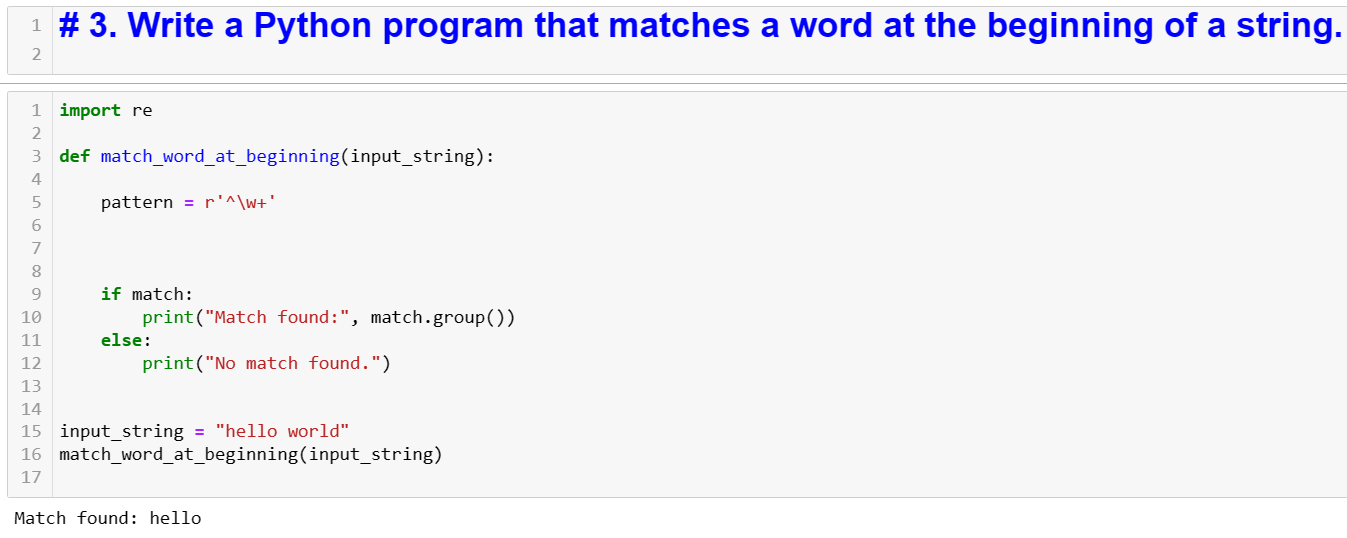 1 # 3. Write a Python program that matches a word at the beginning of a string.
2
1 import re
2
3 def match_word_at_beginning(input_string):
4
5     pattern = r'^\w+'
6
7
8
9     if match:
10         print("Match found:", match.group())
11     else:
12         print("No match found.")
13
14
15 input_string = "hello world"
16 match_word_at_beginning(input_string)
17
Match found: hello